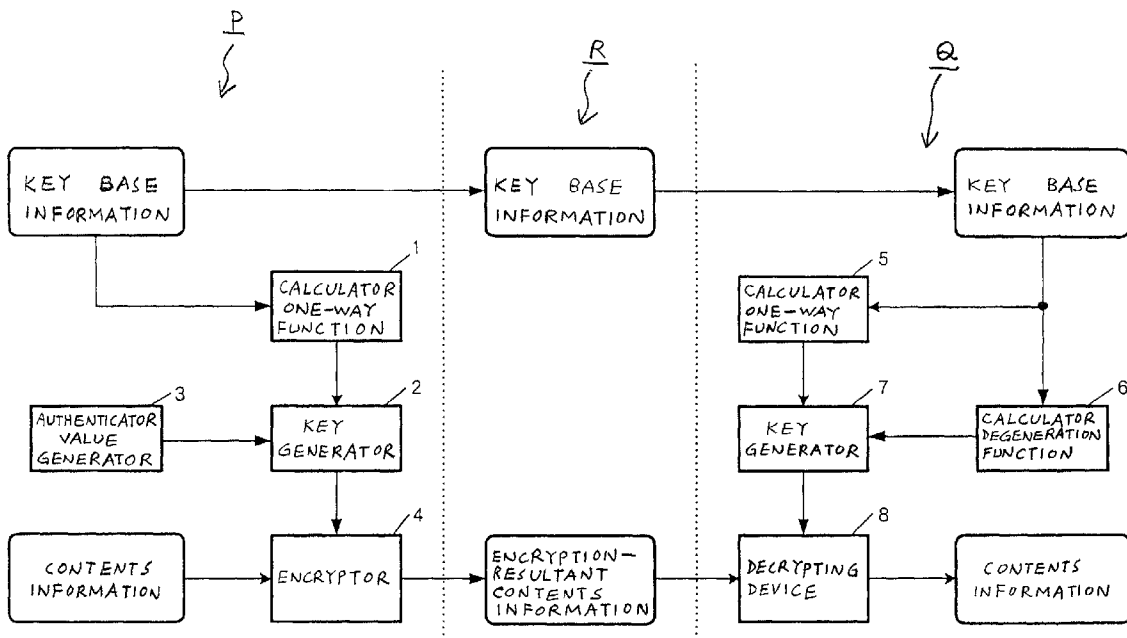 P
R
Q
KEY BASE
INFORMATION
KEY BASE
INFORMATION
KEY BASE
INFORMATION
1
CALCULATOR
ONE-WAY
FUNCTION
5
CALCULATOR
ONE-WAY
FUNCTION
3
AUTHENTICATOR
VALUE
GENERATOR
2
KEY
GENERATOR
7
KEY
GENERATOR
6
CALCULATOR
DEGENERATION
FUNCTION
CONTENTS
INFORMATION
4
ENCRYPTOR
ENCRYPTION-
RESULTANT
CONTENTS
INFORMATION
8
DECRYPTING
DEVICE
CONTENTS
INFORMATION